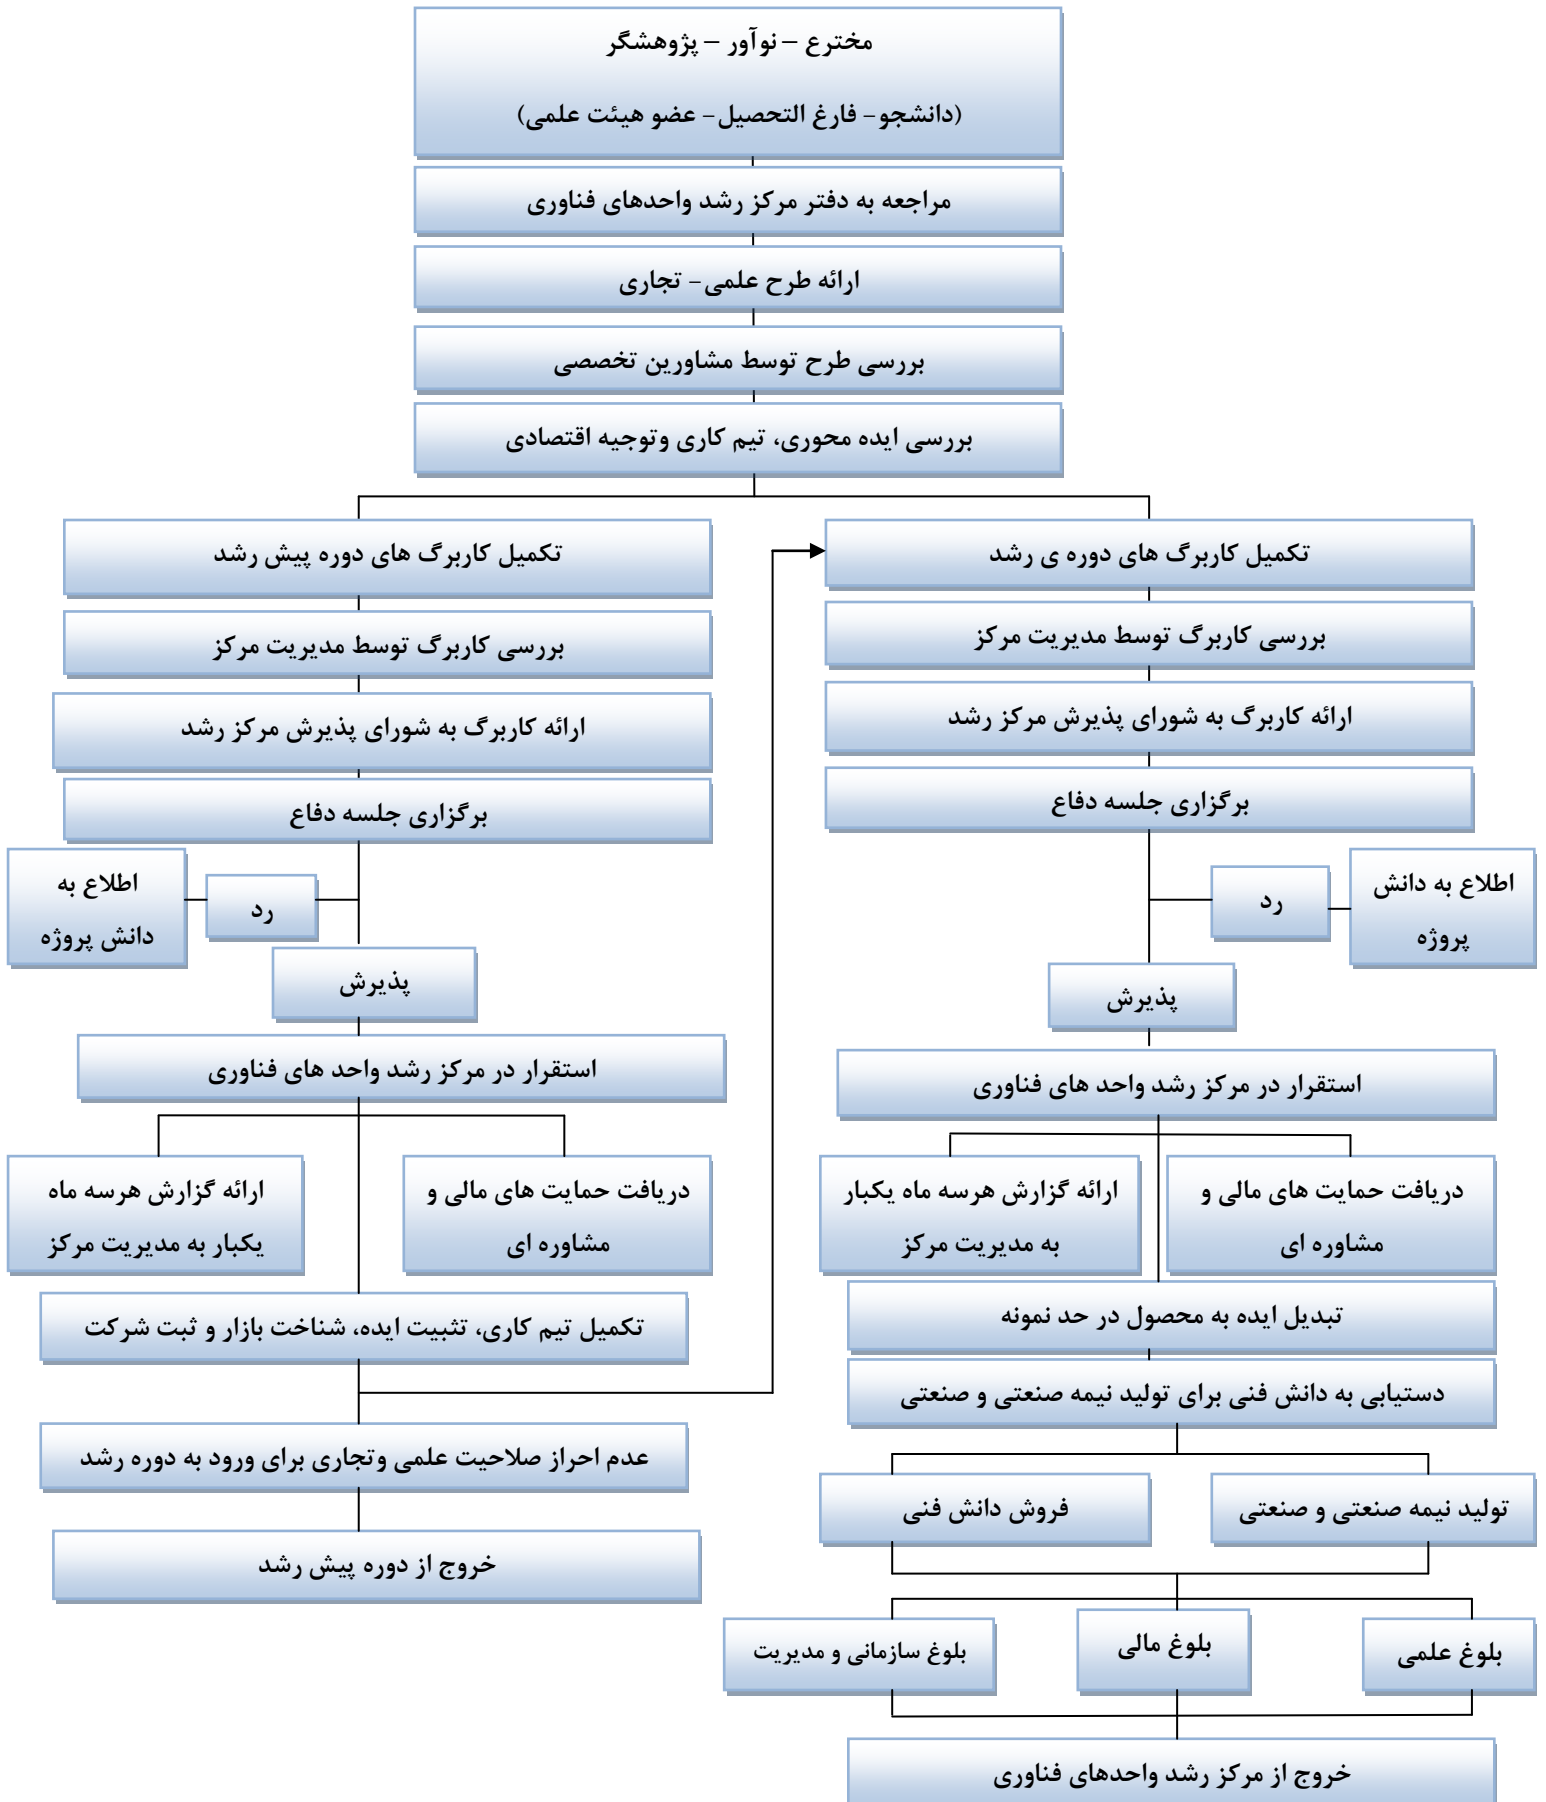 مخترع – نوآور – پژوهشگر
(دانشجو- فارغ التحصیل- عضو هیئت علمی)
مراجعه به دفتر مرکز رشد واحدهای فناوری
ارائه طرح علمی- تجاری
بررسی طرح توسط مشاورین تخصصی
بررسی ایده محوری، تیم کاری وتوجیه اقتصادی
تکمیل کاربرگ های دوره ی رشد
بررسی کاربرگ توسط مدیریت مرکز
ارائه کاربرگ به شورای پذیرش مرکز رشد
برگزاری جلسه دفاع
اطلاع به دانش
پروژه
رد
پذیرش
استقرار در مرکز رشد واحد های فناوری
دریافت حمایت های مالی و
مشاوره ای
ارائه گزارش هرسه ماه یکبار
به مدیریت مرکز
تبدیل ایده به محصول در حد نمونه
دستیابی به دانش فنی برای تولید نیمه صنعتی و صنعتی
تولید نیمه صنعتی و صنعتی
فروش دانش فنی
بلوغ علمی
بلوغ مالی
بلوغ سازمانی و مدیریت
خروج از مرکز رشد واحدهای فناوری
تکمیل کاربرگ های دوره پیش رشد
بررسی کاربرگ توسط مدیریت مرکز
ارائه کاربرگ به شورای پذیرش مرکز رشد
برگزاری جلسه دفاع
رد
اطلاع به
دانش پروژه
پذیرش
استقرار در مرکز رشد واحد های فناوری
دریافت حمایت های مالی و
مشاوره ای
ارائه گزارش هرسه ماه
یکبار به مدیریت مرکز
تکمیل تیم کاری، تثبیت ایده، شناخت بازار و ثبت شرکت
عدم احراز صلاحیت علمی وتجاری برای ورود به دوره رشد
خروج از دوره پیش رشد